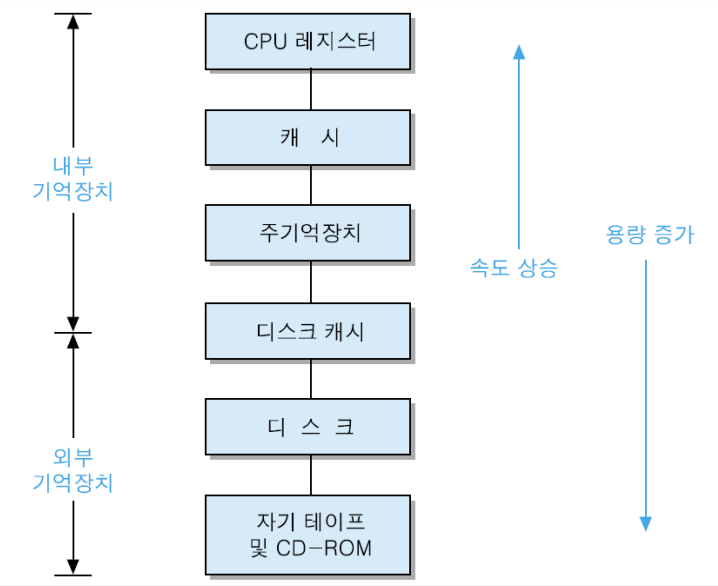 CPU 레지스터
캐 시
내부
기억장치
주기억장치
용량 증가
속도 상승
디스크 캐시
디 스 크
외부
기억장치
자기 테이프
및 CD-ROM